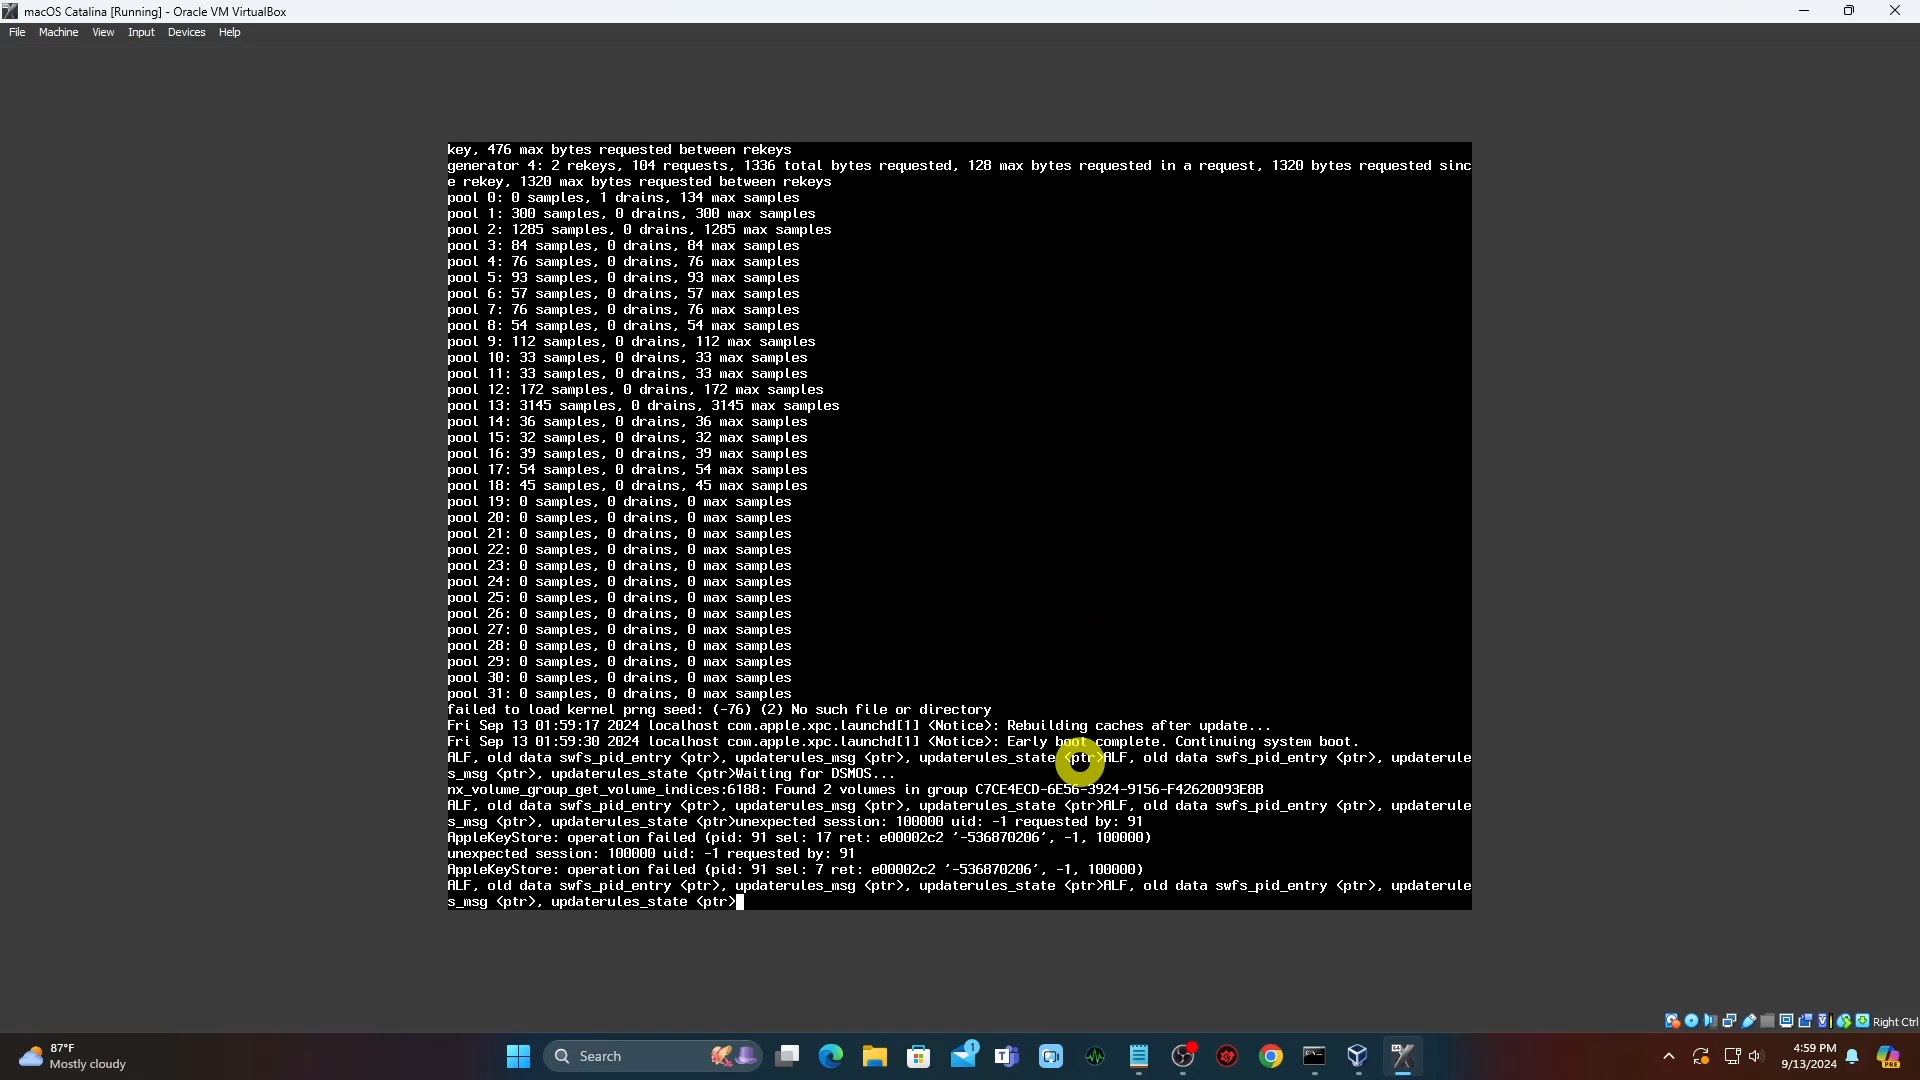 macOS Catalina [Running] - Oracle VM VirtualBox
File Machine View Input Devices Help
key, 476 max bytes requested between rekeys
generator 4: 2 rekeys, 104 requests, 1336 total bytes requested, 128 max bytes requested in a request, 1320 bytes requested sinc
e rekey, 1320 max bytes requested between rekeys
pool 0: 0 samples, 1 drains, 134 max samples
pool 1: 300 samples, 0 drains, 300 max samples
pool 2: 1285 samples, 0 drains, 1285 max samples
pool 3: 84 samples, 0 drains, 84 max samples
pool 4: 76 samples, 0 drains, 76 max samples
pool 5: 93 samples, 0 drains, 93 max samples
pool 6: 57 samples, 0 drains, 57 max samples
pool 7: 76 samples, 0 drains, 76 max samples
pool 8: 54 samples, 0 drains, 54 max samples
pool 9: 112 samples, 0 drains, 112 max samples
pool 10: 33 samples, 0 drains, 33 max samples
pool 11: 33 samples, 0 drains, 33 max samples
pool 12: 172 samples, 0 drains, 172 max samples
pool 13: 3145 samples, 0 drains, 3145 max samples
pool 14: 36 samples, 0 drains, 36 max samples
pool 15: 32 samples, 0 drains, 32 max samples
pool 16: 39 samples, 0 drains, 39 max samples
pool 17: 54 samples, 0 drains, 54 max samples
pool 18: 45 samples, 0 drains, 45 max samples
pool 19: 0 samples, 0 drains, 0 max samples
pool 20: 0 samples, 0 drains, 0 max samples
pool 21: 0 samples, 0 drains, 0 max samples
pool 22: 0 samples, 0 drains, 0 max samples
pool 23: 0 samples, 0 drains, 0 max samples
pool 24: 0 samples, 0 drains, 0 max samples
pool 25: 0 samples, 0 drains, 0 max samples
pool 26: 0 samples, 0 drains, 0 max samples
pool 27: 0 samples, 0 drains, 0 max samples
pool 28: 0 samples, 0 drains, 0 max samples
pool 29: 0 samples, 0 drains, 0 max samples
pool 30: 0 samples, 0 drains, 0 max samples
pool 31: 0 samples, 0 drains, 0 max samples
failed to load kernel prng seed: (-76) (2) No such file or directory
Fri Sep 13 01:59:17 2024 localhost com.apple.xpc.launchd[1] <Notice>: Rebuilding caches after update...
Fri Sep 13 01:59:30 2024 localhost com.apple.xpc.launchd[1] <Notice>: Early boot complete. Continuing system boot.
ALF, old data swfs_pid_entry <ptr>, updaterules_msg <ptr>, updaterules_state <ptr>ALF, old data swfs_pid_entry <ptr>, updaterule
s_msg <ptr>, updaterules_state <ptr>Waiting for DSMOS...
nx_volume_group_get_volume_indices:6188: Found 2 volumes in group C7CE4ECD-6E56-3924-9156-F42620093E8B
ALF, old data swfs_pid_entry <ptr>, updaterules_msg <ptr>, updaterules_state <ptr>ALF, old data swfs_pid_entry <ptr>, updaterule
s_msg <ptr>, updaterules_state <ptr>unexpected session: 100000 uid: -1 requested by: 91
AppleKeyStore: operation failed (pid: 91 sel: 17 ret: e00002c2 '-536870206', -1, 100000)
unexpected session: 100000 uid: -1 requested by: 91
AppleKeyStore: operation failed (pid: 91 sel: 7 ret: e00002c2 '-536870206', -1, 100000)
ALF, old data swfs_pid_entry <ptr>, updaterules_msg <ptr>, updaterules_state <ptr>ALF, old data swfs_pid_entry <ptr>, updaterule
s_msg <ptr>, updaterules_state <ptr>
Right Ctrl
87°F
Mostly cloudy
Search
1
4:59 PM
9/13/2024
PRE